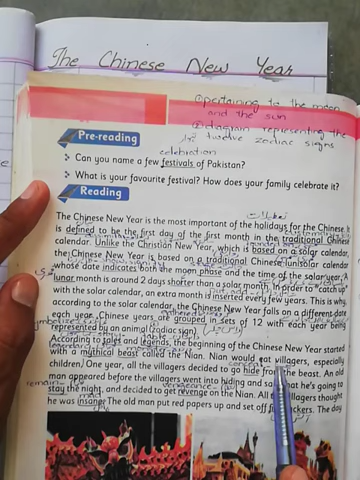 The Chinese New Year
① pertaining to the moon
and the sun
② diagram representing the
twelve zodiac signs
Pre-reading
celebration
Can you name a few festivals of Pakistan?
What is your favourite festival? How does your family celebrate it?
Reading
The Chinese New Year is the most important of the holidays for the Chinese. It
is defined to be the first day of the first month in the traditional Chinese
calendar. Unlike the Christian New Year, which is based on a solar calendar,
the Chinese New Year is based on a traditional Chinese lunisolar calendar
whose date indicates both the moon phase and the time of the solar year. A
lunar month is around 2 days shorter than a solar month. In order to "catch up"
with the solar calendar, an extra month is inserted every few years. This is why,
according to the solar calendar, the Chinese New Year falls on a different date
each year. Chinese years are grouped in sets of 12 with each year being
represented by an animal (zodiac sign)
According to tales and legends, the beginning of the Chinese New Year started
with a mythical beast called the Nian. Nian would eat villagers, especially
children. One year, all the villagers decided to go hide from the beast. An old
man appeared before the villagers went into hiding and said that he's going to
stay the night, and decided to get revenge on the Nian. All villagers thought
he was insane. The old man put red papers up and set off firecrackers. The day